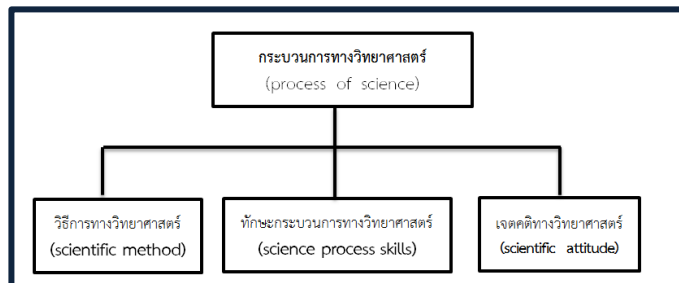 กระบวนการทางวิทยาศาสตร์
(process of science)
วิธีการทางวิทยาศาสตร์
(scientific method)
ทักษะกระบวนการทางวิทยาศาสตร์
(science process skills)
เจตคติทางวิทยาศาสตร์
(scientific attitude)